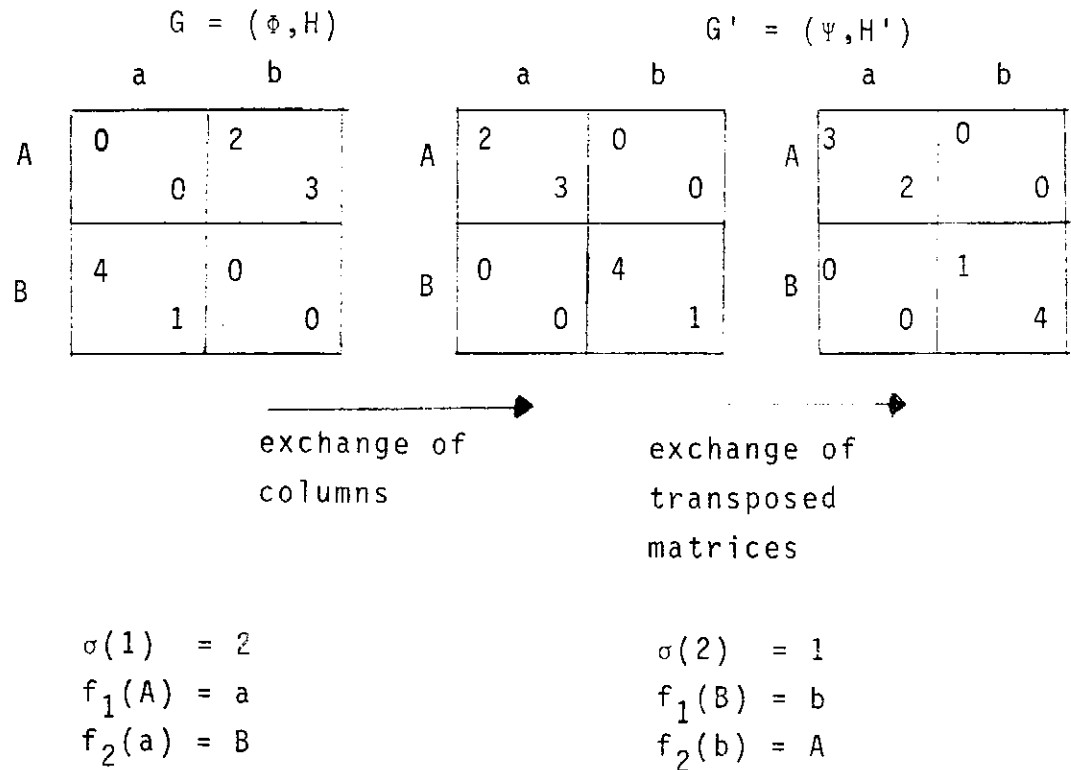 G = (Φ,H) G' = (Ψ,H')
a b a b a b
A 0 2 A 2 0 A 3 0
0 3 3 0 2 0
B 4 0 B 0 4 B 0 1
1 0 0 1 0 4
exchange of exchange of
columns transposed
matrices
σ(1) = 2 σ(2) = 1
f₁(A) = a f₁(B) = b
f₂(a) = B f₂(b) = A